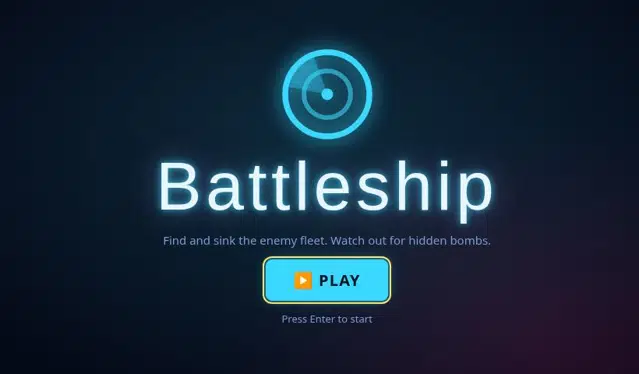 Battleship
Find and sink the enemy fleet. Watch out for hidden bombs.
▶️ PLAY
Press Enter to start